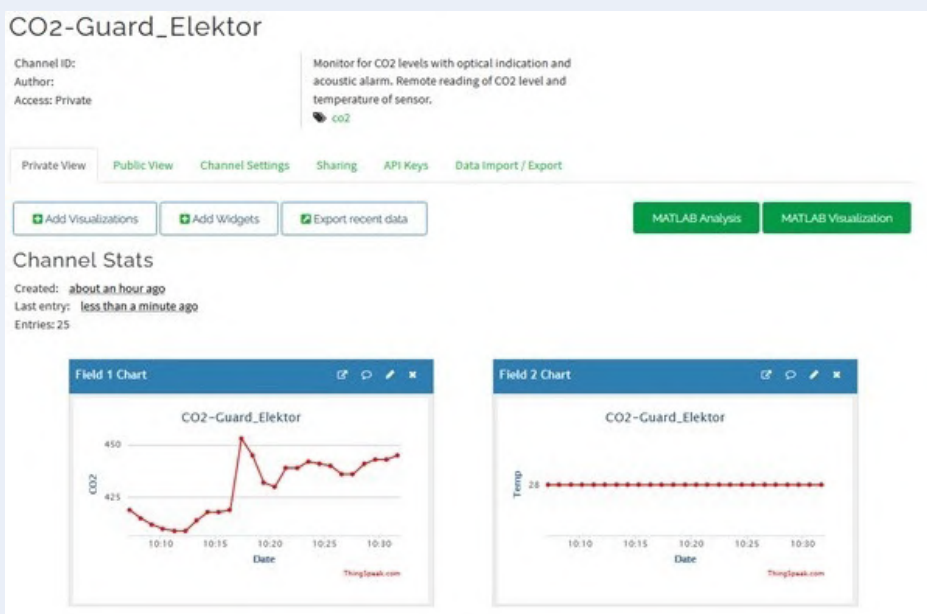 CO2-Guard_Elektor
Channel ID:
Author:
Access: Private
Monitor for CO2 levels with optical indication and
acoustic alarm. Remote reading of CO2 level and
temperature of sensor.
co2
Private View
Public View
Channel Settings
Sharing
API Keys
Data Import / Export
Add Visualizations
Add Widgets
Export recent data
MATLAB Analysis
MATLAB Visualization
Channel Stats
Created: about an hour ago
Last entry: less than a minute ago
Entries: 25
Field 1 Chart
CO2-Guard_Elektor
450
425
CO2
10:10
10:15
10:20
10:25
10:30
Date
ThingSpeak.com
Field 2 Chart
CO2-Guard_Elektor
28
Temp
10:10
10:15
10:20
10:25
10:30
Date
ThingSpeak.com